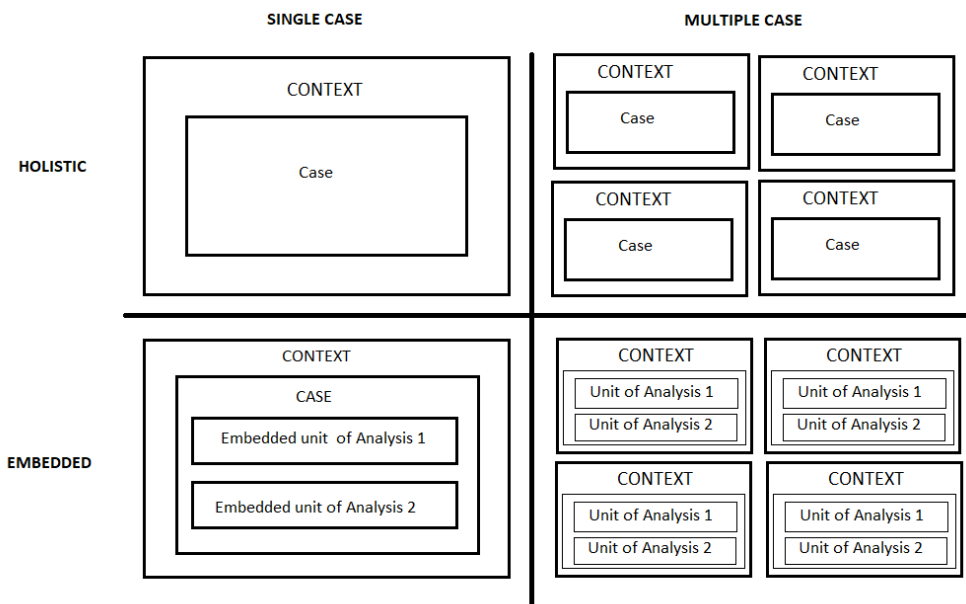 SINGLE CASE
MULTIPLE CASE
HOLISTIC
CONTEXT
Case
CONTEXT
Case
CONTEXT
Case
CONTEXT
Case
CONTEXT
Case
EMBEDDED
CONTEXT
CASE
Embedded unit of Analysis 1
Embedded unit of Analysis 2
CONTEXT
Unit of Analysis 1
Unit of Analysis 2
CONTEXT
Unit of Analysis 1
Unit of Analysis 2
CONTEXT
Unit of Analysis 1
Unit of Analysis 2
CONTEXT
Unit of Analysis 1
Unit of Analysis 2